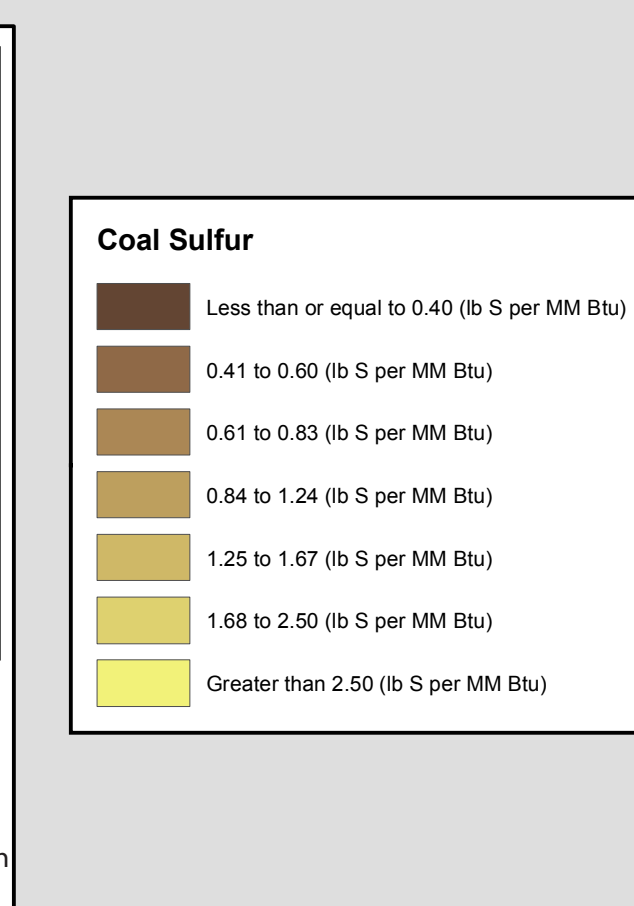 Coal Sulfur
Less than or equal to 0.40 (lb S per MM Btu)
0.41 to 0.60 (lb S per MM Btu)
0.61 to 0.83 (lb S per MM Btu)
0.84 to 1.24 (lb S per MM Btu)
1.25 to 1.67 (lb S per MM Btu)
1.68 to 2.50 (lb S per MM Btu)
Greater than 2.50 (lb S per MM Btu)